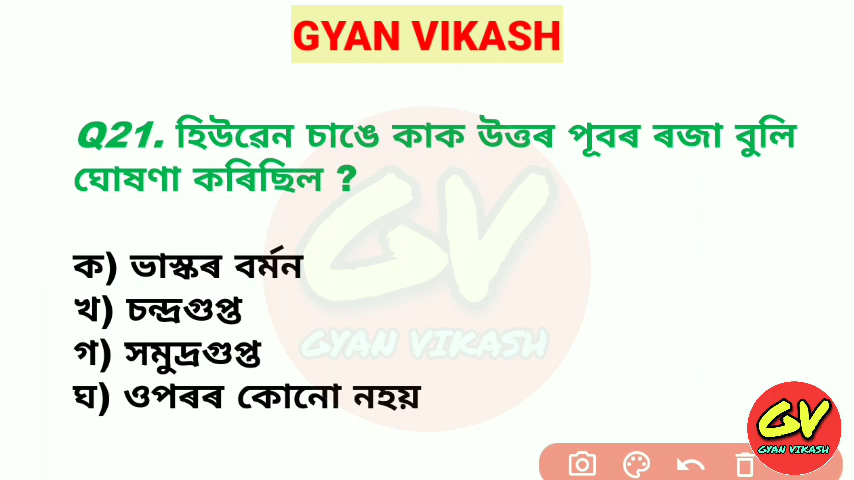 GYAN VIKASH
Q21. হিউৱেন চাঙে কাক উত্তৰ পূবৰ ৰজা বুলি
ঘোষণা কৰিছিল ?
ক) ভাস্কৰ বৰ্মন
খ) চন্দ্ৰগুপ্ত
গ) সমুদ্ৰগুপ্ত
ঘ) ওপৰৰ কোনো নহয়
GV
GYAN VIKASH
GV
GYAN VIKASH